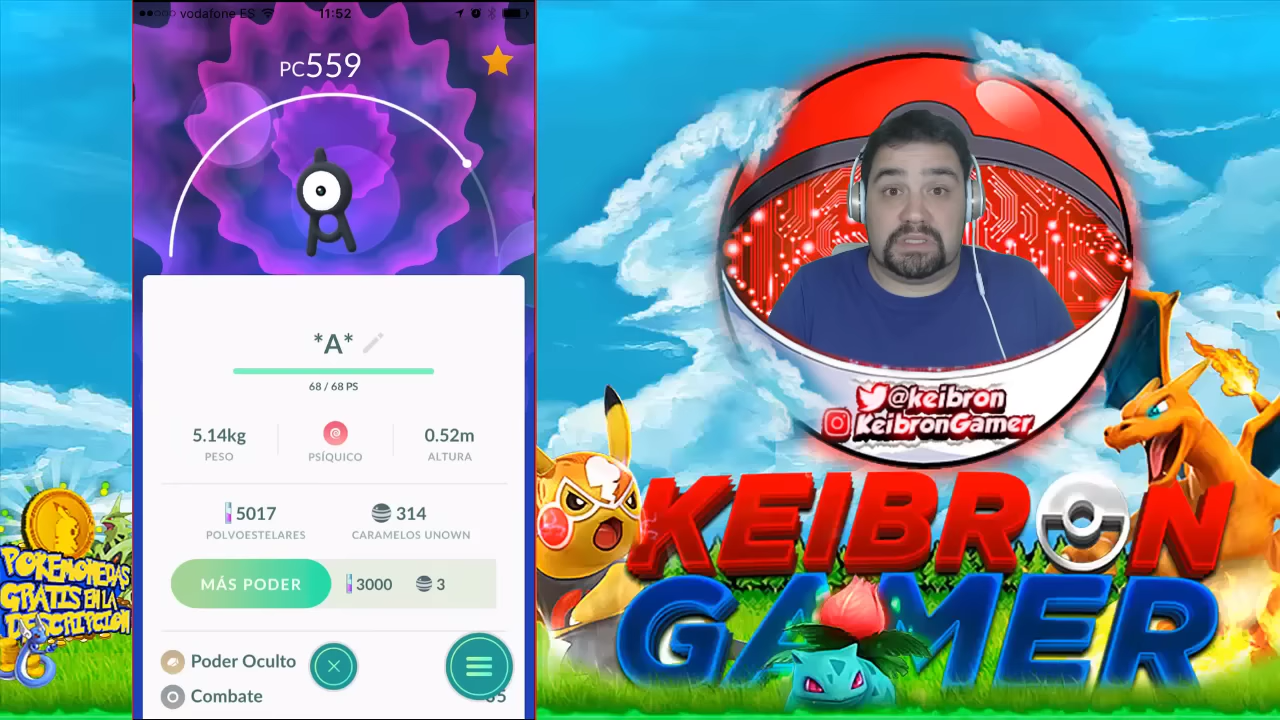 vodafone ES
11:52
PC559
*A*
68 / 68 PS
5.14kg
PESO
PSÍQUICO
0.52m
ALTURA
5017
POLVOESTELARES
314
CARAMELOS UNOWN
MÁS PODER
3000
3
Poder Oculto
Combate
@keibron
KeibronGamer
KEIBRON
GAMER
POKEMONEDAS
GRATIS EN LA
DESCRIPCION